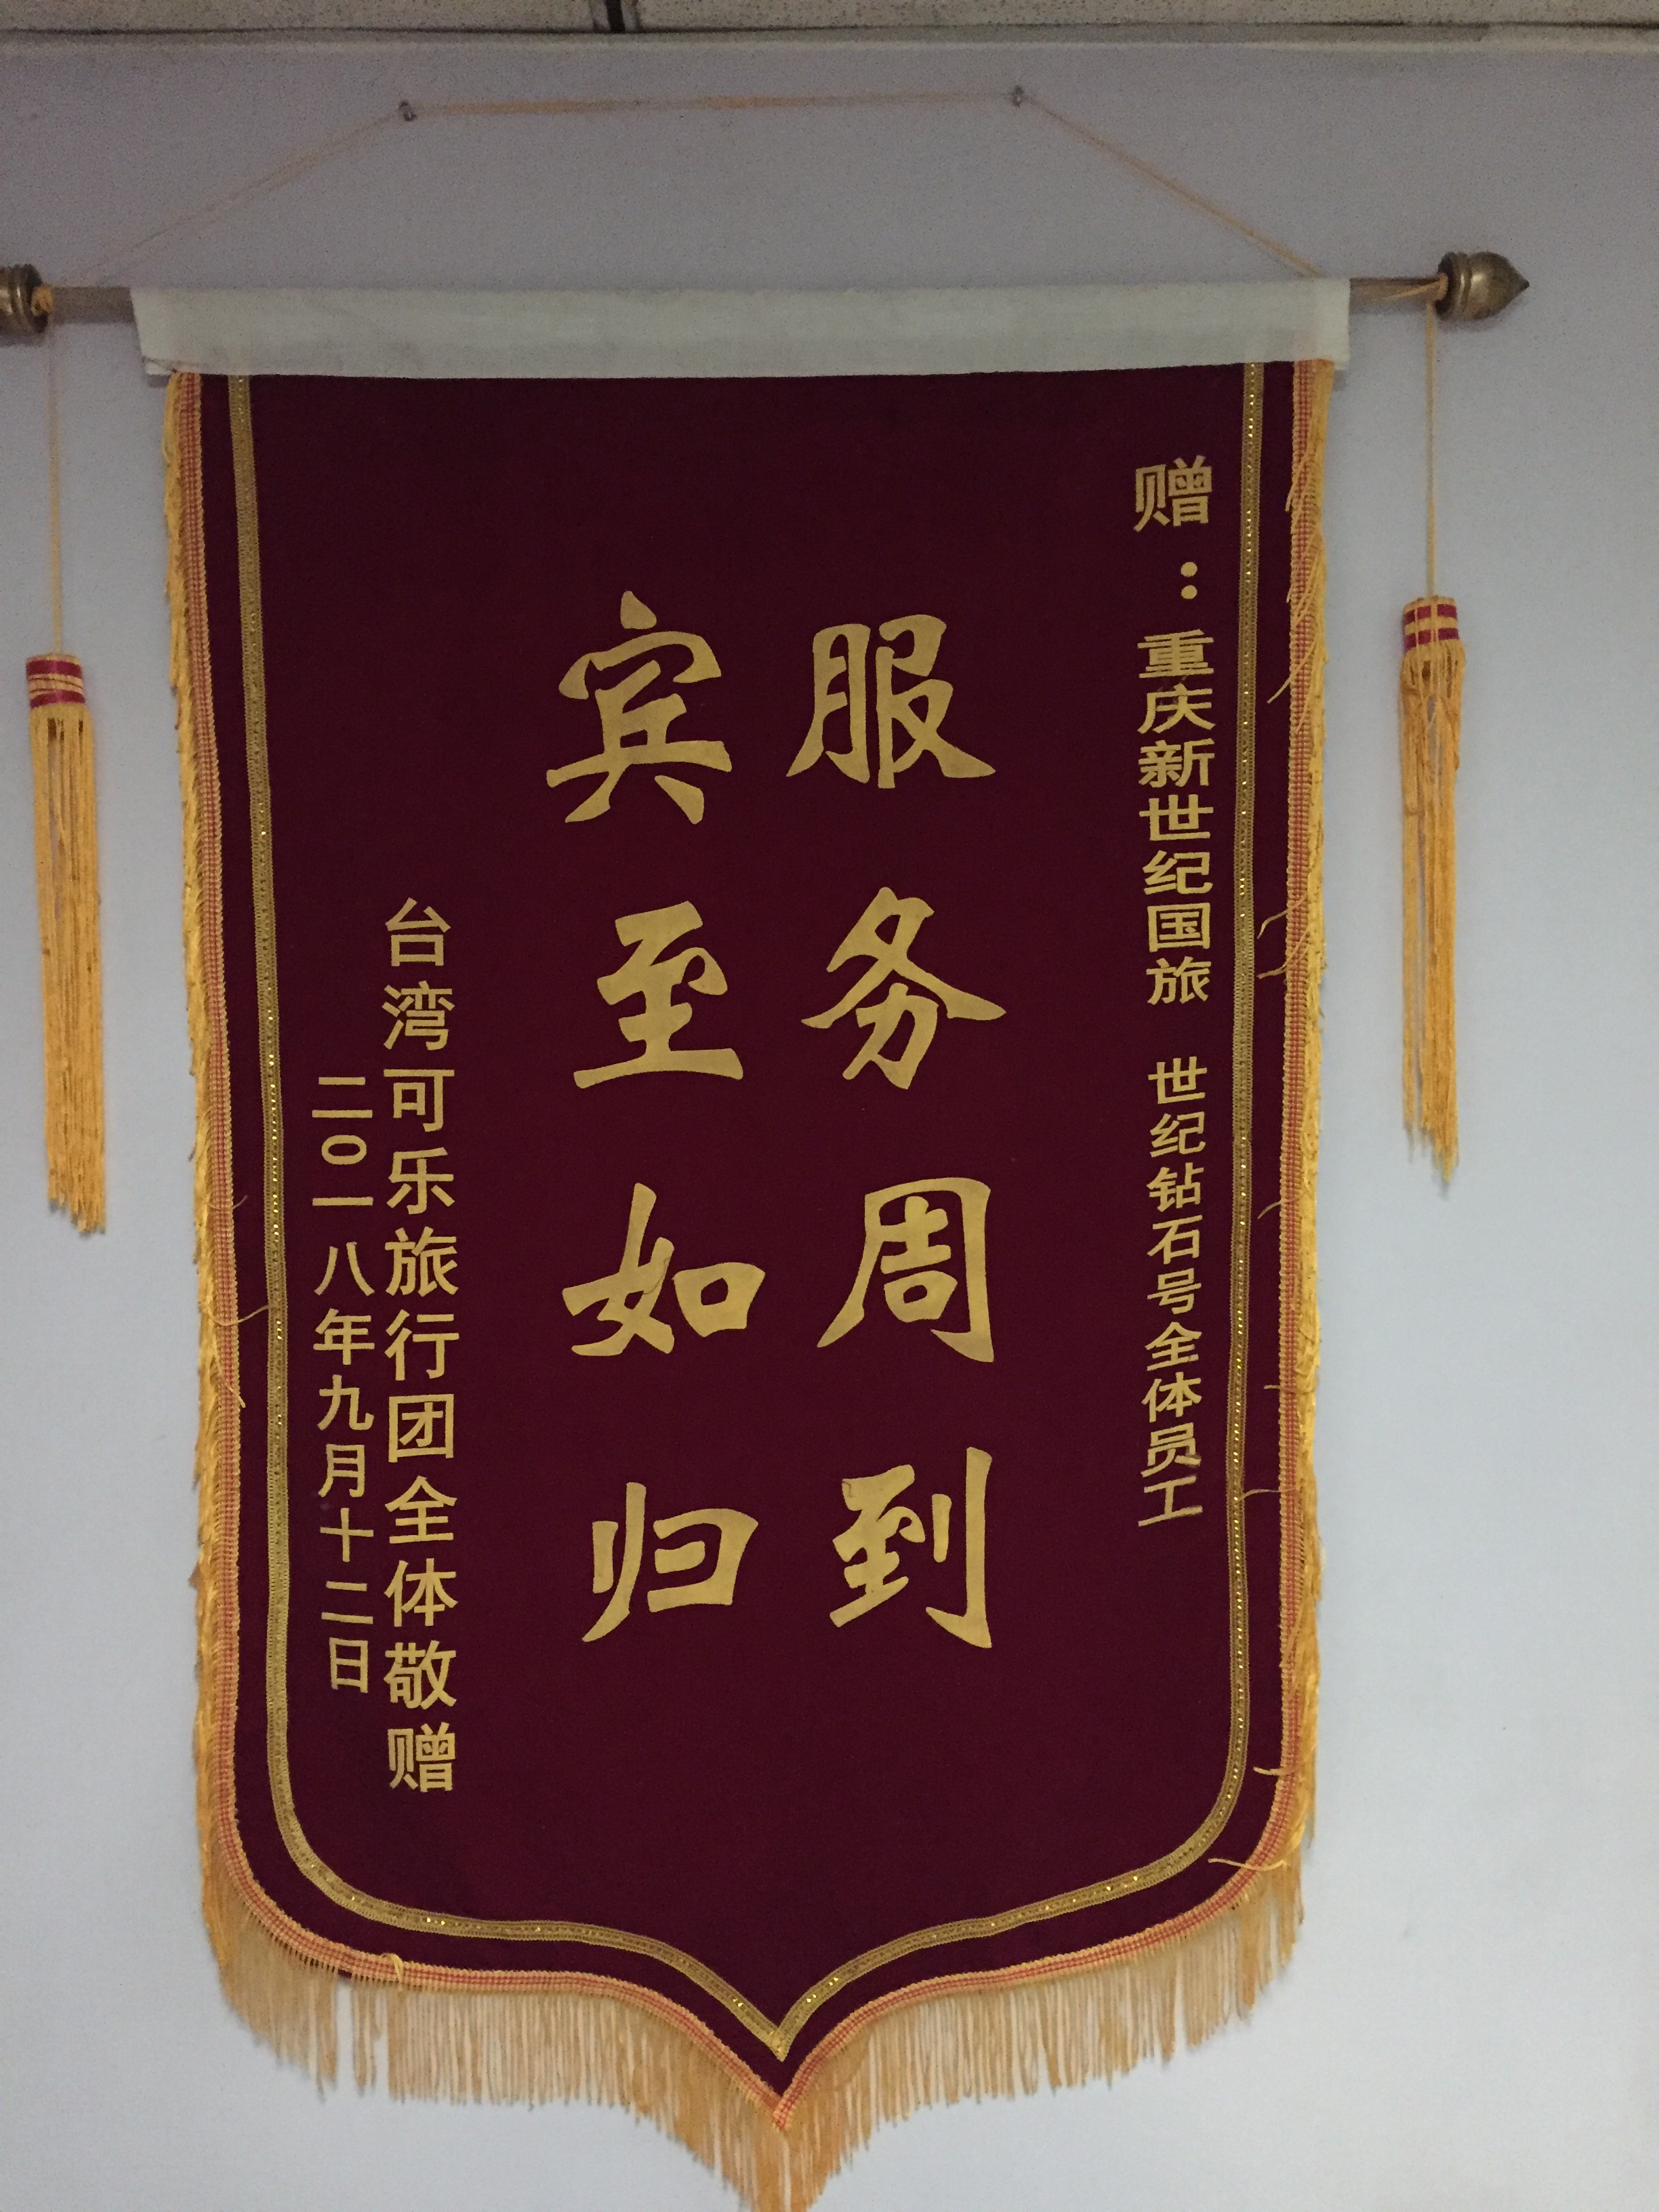 赠：重庆新世纪国旅 世纪钻石号全体员工
服务周到
宾至如归
台湾可乐旅行团全体敬赠
二〇一八年九月十二日